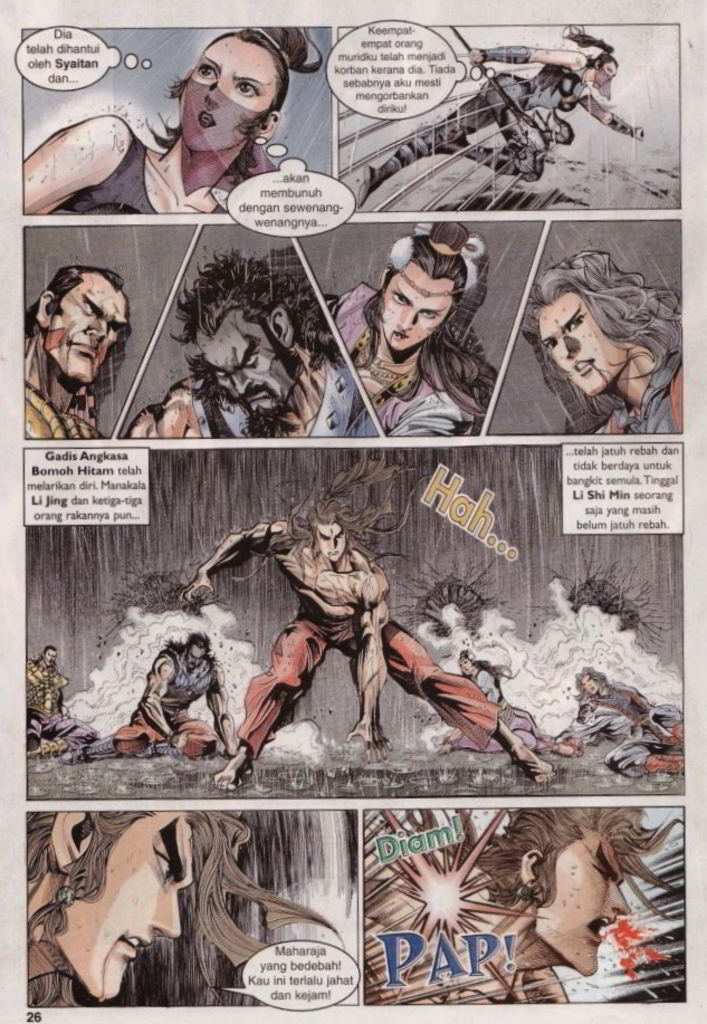 Dia
telah dihantui
oleh Syaitan
dan...
...akan
membunuh
dengan sewenang-
wenangnya...
Keempat-
empat orang
muridku telah menjadi
korban kerana dia. Tiada
sebabnya aku mesti
mengorbankan
diriku!
Gadis Angkasa
Bomoh Hitam telah
melarikan diri. Manakala
Li Jing dan ketiga-tiga
orang rakannya pun...
Hah...
...telah jatuh rebah dan
tidak berdaya untuk
bangkit semula. Tinggal
Li Shi Min seorang
saja yang masih
belum jatuh rebah.
Maharaja
yang bedebah!
Kau ini terlalu jahat
dan kejam!
Diam!
PAP!
26